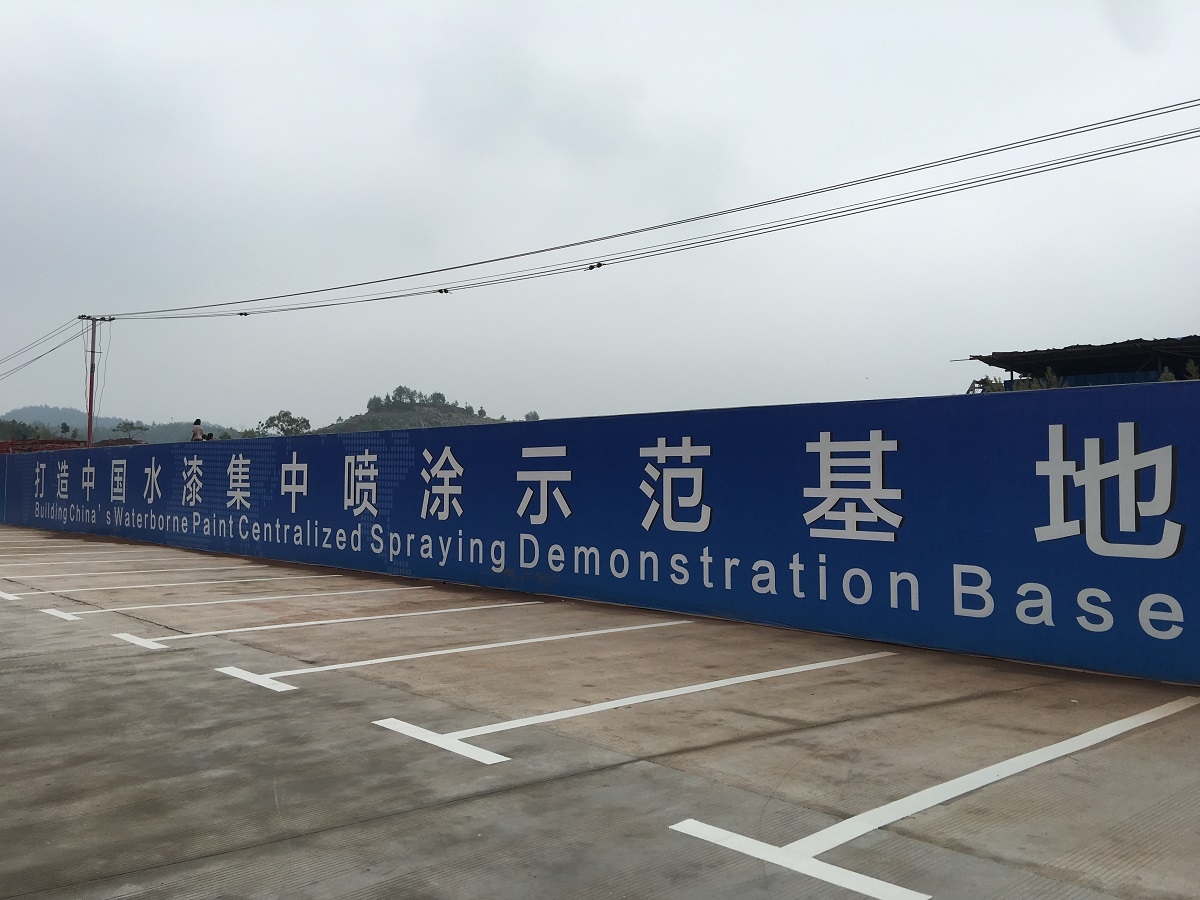 打造中国水漆集中喷涂示范基地
Building China's Waterborne Paint Centralized Spraying Demonstration Base